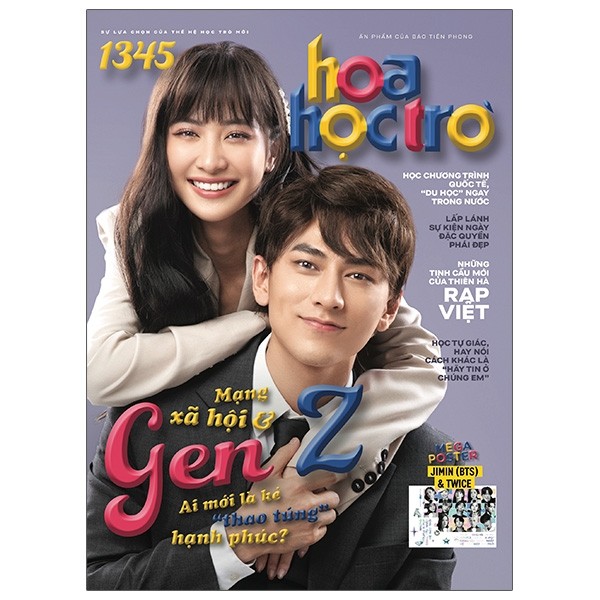 SỰ LỰA CHỌN CỦA THẾ HỆ HỌC TRÒ MỚI
ẤN PHẨM CỦA BÁO TIỀN PHONG
1345
hoa
học trò
HỌC CHƯƠNG TRÌNH
QUỐC TẾ,
“DU HỌC” NGAY
TRONG NƯỚC
LẤP LÁNH
SỰ KIỆN NGÀY
ĐẶC QUYỀN
PHÁI ĐẸP
NHỮNG
TINH CẦU MỚI
CỦA THIÊN HÀ
RAP
VIỆT
HỌC TỰ GIÁC,
HAY NÓI
CÁCH KHÁC LÀ
“HÃY TIN Ở
CHÚNG EM”
Mạng
xã hội &
Gen Z
Ai mới là kẻ
“thao túng”
hạnh phúc?
MEGA
POSTER
JIMIN (BTS)
& TWICE